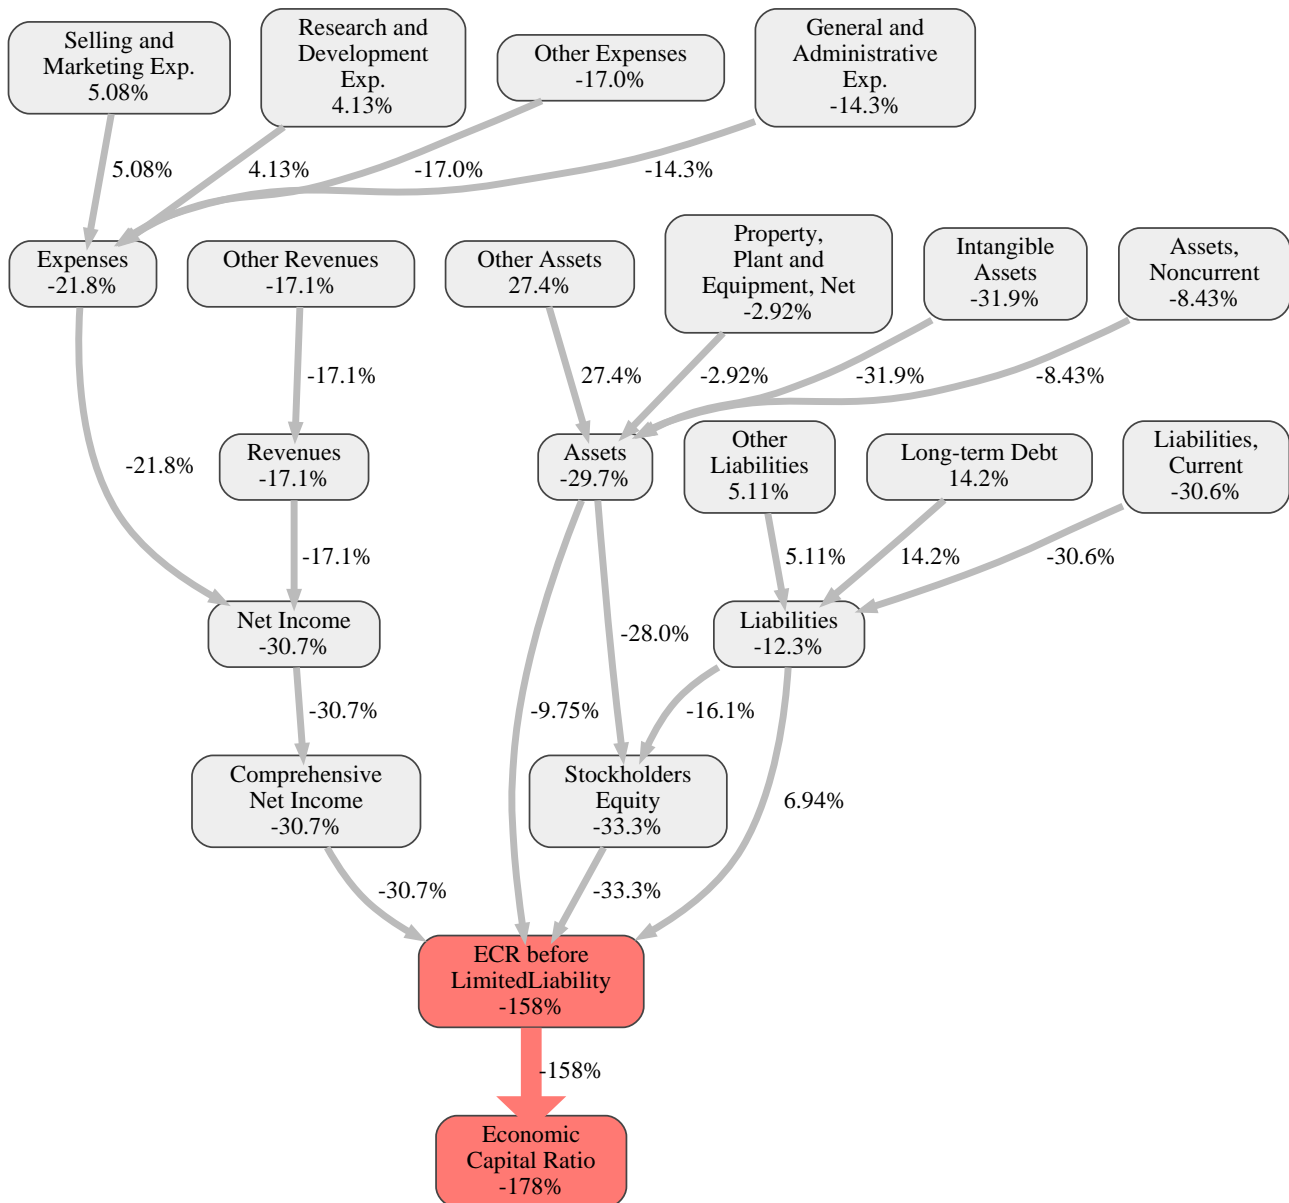 Selling and
Marketing Exp.
5.08%
Research and
Development
Exp.
4.13%
Other Expenses
-17.0%
General and
Administrative
Exp.
-14.3%
5.08%
4.13%
-17.0%
-14.3%
Expenses
-21.8%
Other Revenues
-17.1%
Other Assets
27.4%
Property,
Plant and
Equipment, Net
-2.92%
Intangible
Assets
-31.9%
Assets,
Noncurrent
-8.43%
-17.1%
27.4%
-2.92%
-31.9%
-8.43%
-21.8%
Revenues
-17.1%
Assets
-29.7%
Other
Liabilities
5.11%
Long-term Debt
14.2%
Liabilities,
Current
-30.6%
-17.1%
5.11%
14.2%
-30.6%
Net Income
-30.7%
-28.0%
Liabilities
-12.3%
-30.7%
-9.75%
-16.1%
Comprehensive
Net Income
-30.7%
Stockholders
Equity
-33.3%
6.94%
-30.7%
-33.3%
ECR before
LimitedLiability
-158%
-158%
Economic
Capital Ratio
-178%